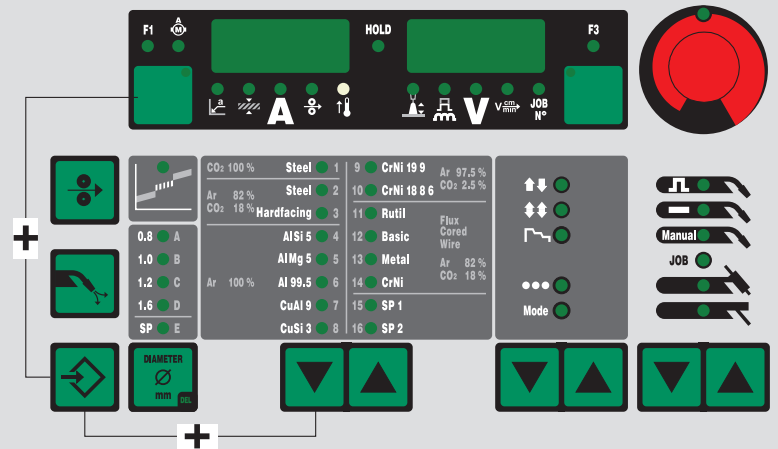 F1
A
M
HOLD
F3
a
A
V
V cm/min
JOB
N°
CO₂ 100 % Steel 1
Ar 82 %
CO₂ 18 %
Steel 2
Hardfacing 3
AlSi 5 4
AlMg 5 5
Ar 100 % Al 99.5 6
CuAl 9 7
CuSi 3 8
9 CrNi 19 9
10 CrNi 18 8 6
Ar 97.5 %
CO₂ 2.5 %
11 Rutil
12 Basic
13 Metal
14 CrNi
Flux
Cored
Wire
Ar 82 %
CO₂ 18 %
15 SP 1
16 SP 2
0.8 A
1.0 B
1.2 C
1.6 D
SP E
Mode
Manual
JOB
DIAMETER
Ø
mm
DEL
+
+